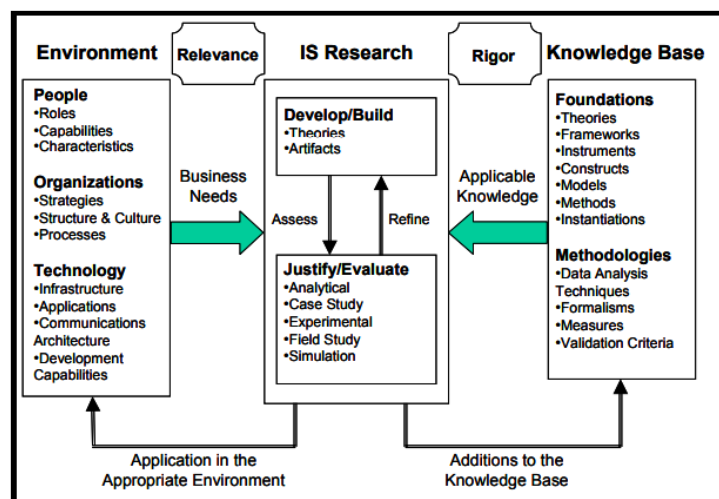 Environment
Relevance
IS Research
Rigor
Knowledge Base
People
•Roles
•Capabilities
•Characteristics
Organizations
•Strategies
•Structure & Culture
•Processes
Technology
•Infrastructure
•Applications
•Communications
Architecture
•Development
Capabilities
Business
Needs
Develop/Build
•Theories
•Artifacts
Assess
Refine
Justify/Evaluate
•Analytical
•Case Study
•Experimental
•Field Study
•Simulation
Applicable
Knowledge
Foundations
•Theories
•Frameworks
•Instruments
•Constructs
•Models
•Methods
•Instantiations
Methodologies
•Data Analysis
Techniques
•Formalisms
•Measures
•Validation Criteria
Application in the
Appropriate Environment
Additions to the
Knowledge Base